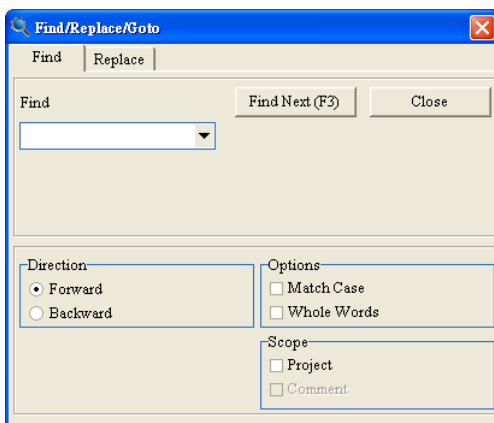 Find/Replace/Goto
Find Replace
Find
Find Next (F3) Close
Direction
Forward
Backward
Options
Match Case
Whole Words
Scope
Project
Comment